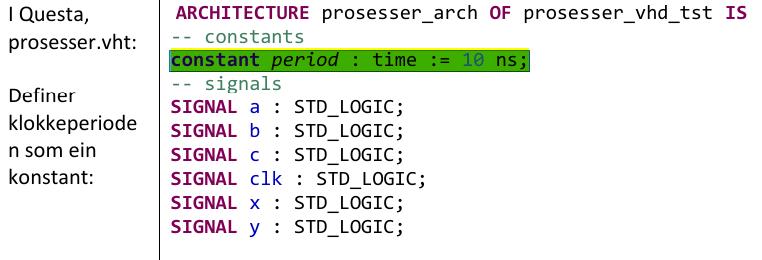 I Questa,
prosesser.vht:
Definer
klokkeperiode
n som ein
konstant:
ARCHITECTURE prosesser_arch OF prosesser_vhd_tst IS
-- constants
constant period : time := 10 ns;
-- signals
SIGNAL a : STD_LOGIC;
SIGNAL b : STD_LOGIC;
SIGNAL c : STD_LOGIC;
SIGNAL clk : STD_LOGIC;
SIGNAL x : STD_LOGIC;
SIGNAL y : STD_LOGIC;